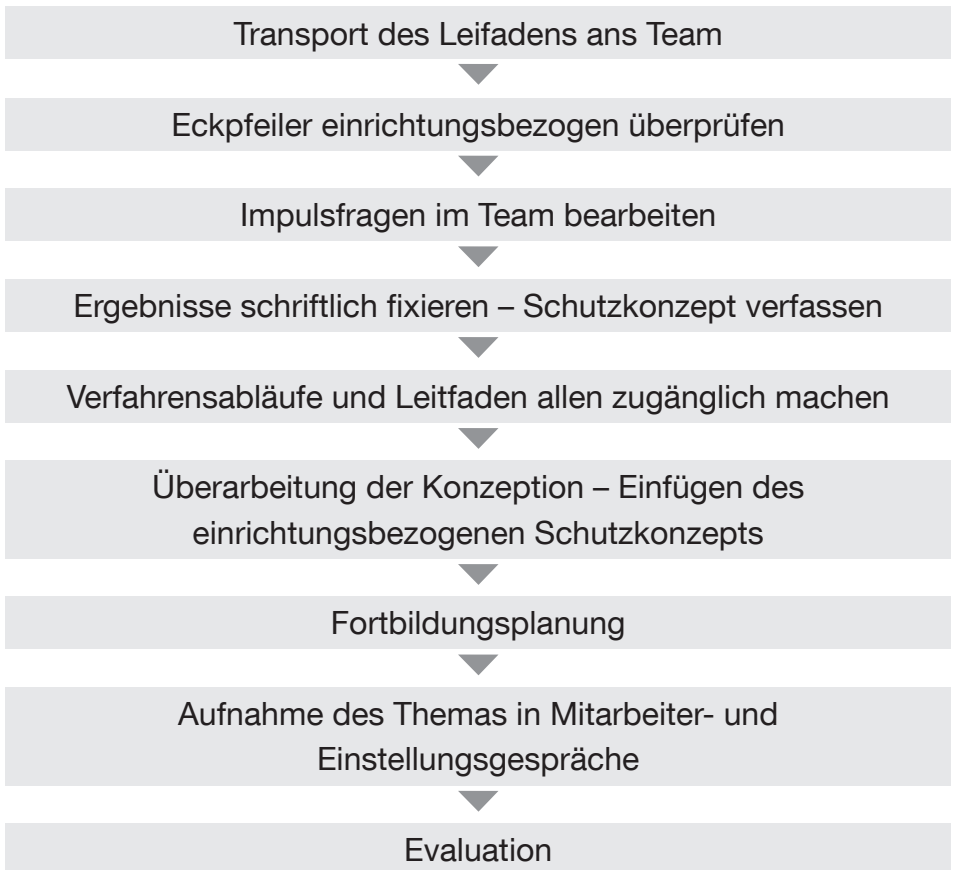 Transport des Leifadens ans Team
Eckpfeiler einrichtungsbezogen überprüfen
Impulsfragen im Team bearbeiten
Ergebnisse schriftlich fixieren – Schutzkonzept verfassen
Verfahrensabläufe und Leitfaden allen zugänglich machen
Überarbeitung der Konzeption – Einfügen des
einrichtungsbezogenen Schutzkonzepts
Fortbildungsplanung
Aufnahme des Themas in Mitarbeiter- und
Einstellungsgespräche
Evaluation